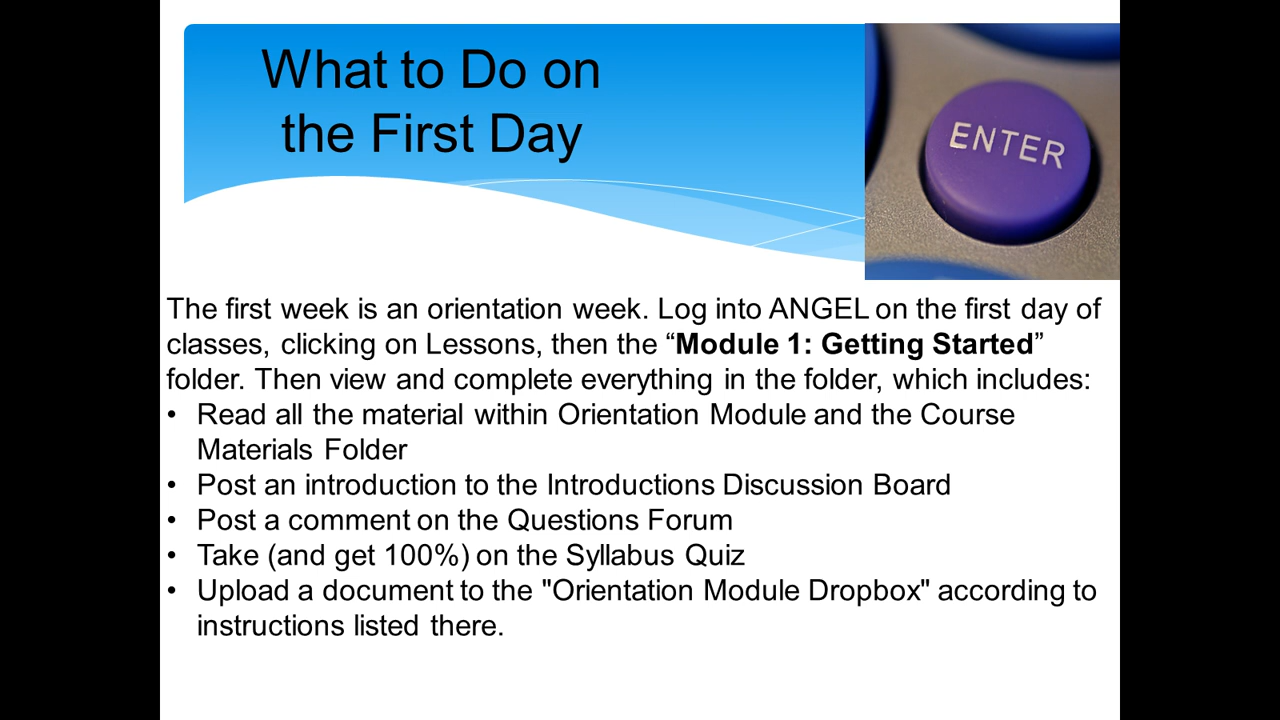 What to Do on
the First Day
ENTER
The first week is an orientation week. Log into ANGEL on the first day of
classes, clicking on Lessons, then the “Module 1: Getting Started”
folder. Then view and complete everything in the folder, which includes:
• Read all the material within Orientation Module and the Course
Materials Folder
• Post an introduction to the Introductions Discussion Board
• Post a comment on the Questions Forum
• Take (and get 100%) on the Syllabus Quiz
• Upload a document to the "Orientation Module Dropbox" according to
instructions listed there.